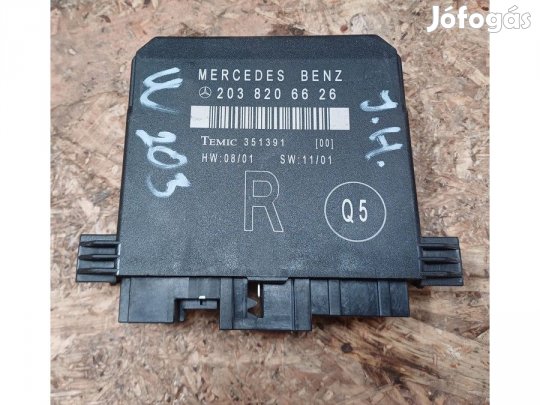 Jófogás
MERCEDES BENZ
203 820 66 26
TEMIC 351391 [00]
HW:08/01 SW:11/01
R
Q5
W 203
J.H.